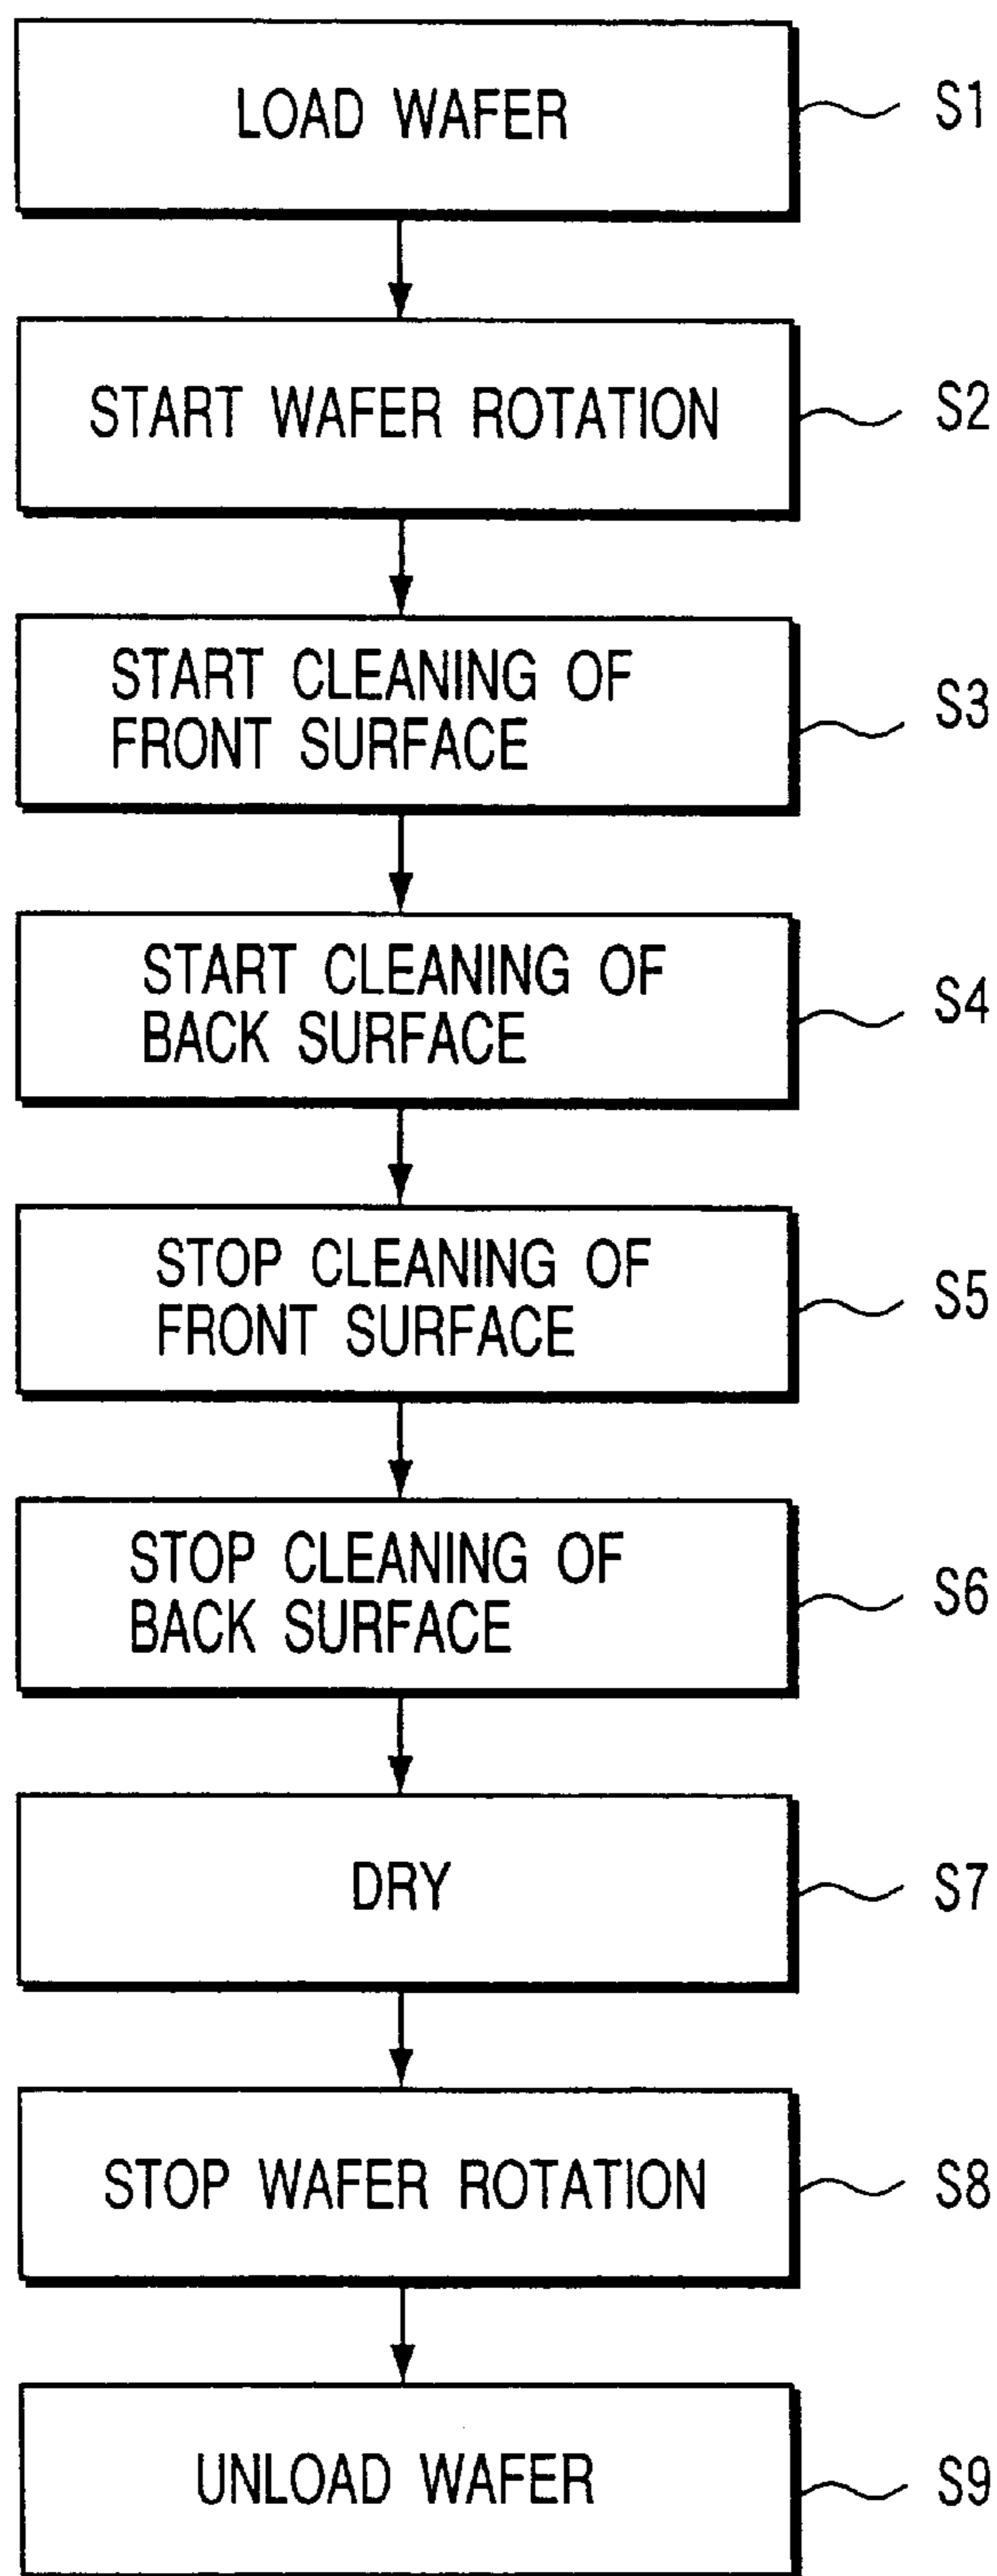 LOAD WAFER
S1
START WAFER ROTATION
S2
START CLEANING OF
FRONT SURFACE
S3
START CLEANING OF
BACK SURFACE
S4
STOP CLEANING OF
FRONT SURFACE
S5
STOP CLEANING OF
BACK SURFACE
S6
DRY
S7
STOP WAFER ROTATION
S8
UNLOAD WAFER
S9